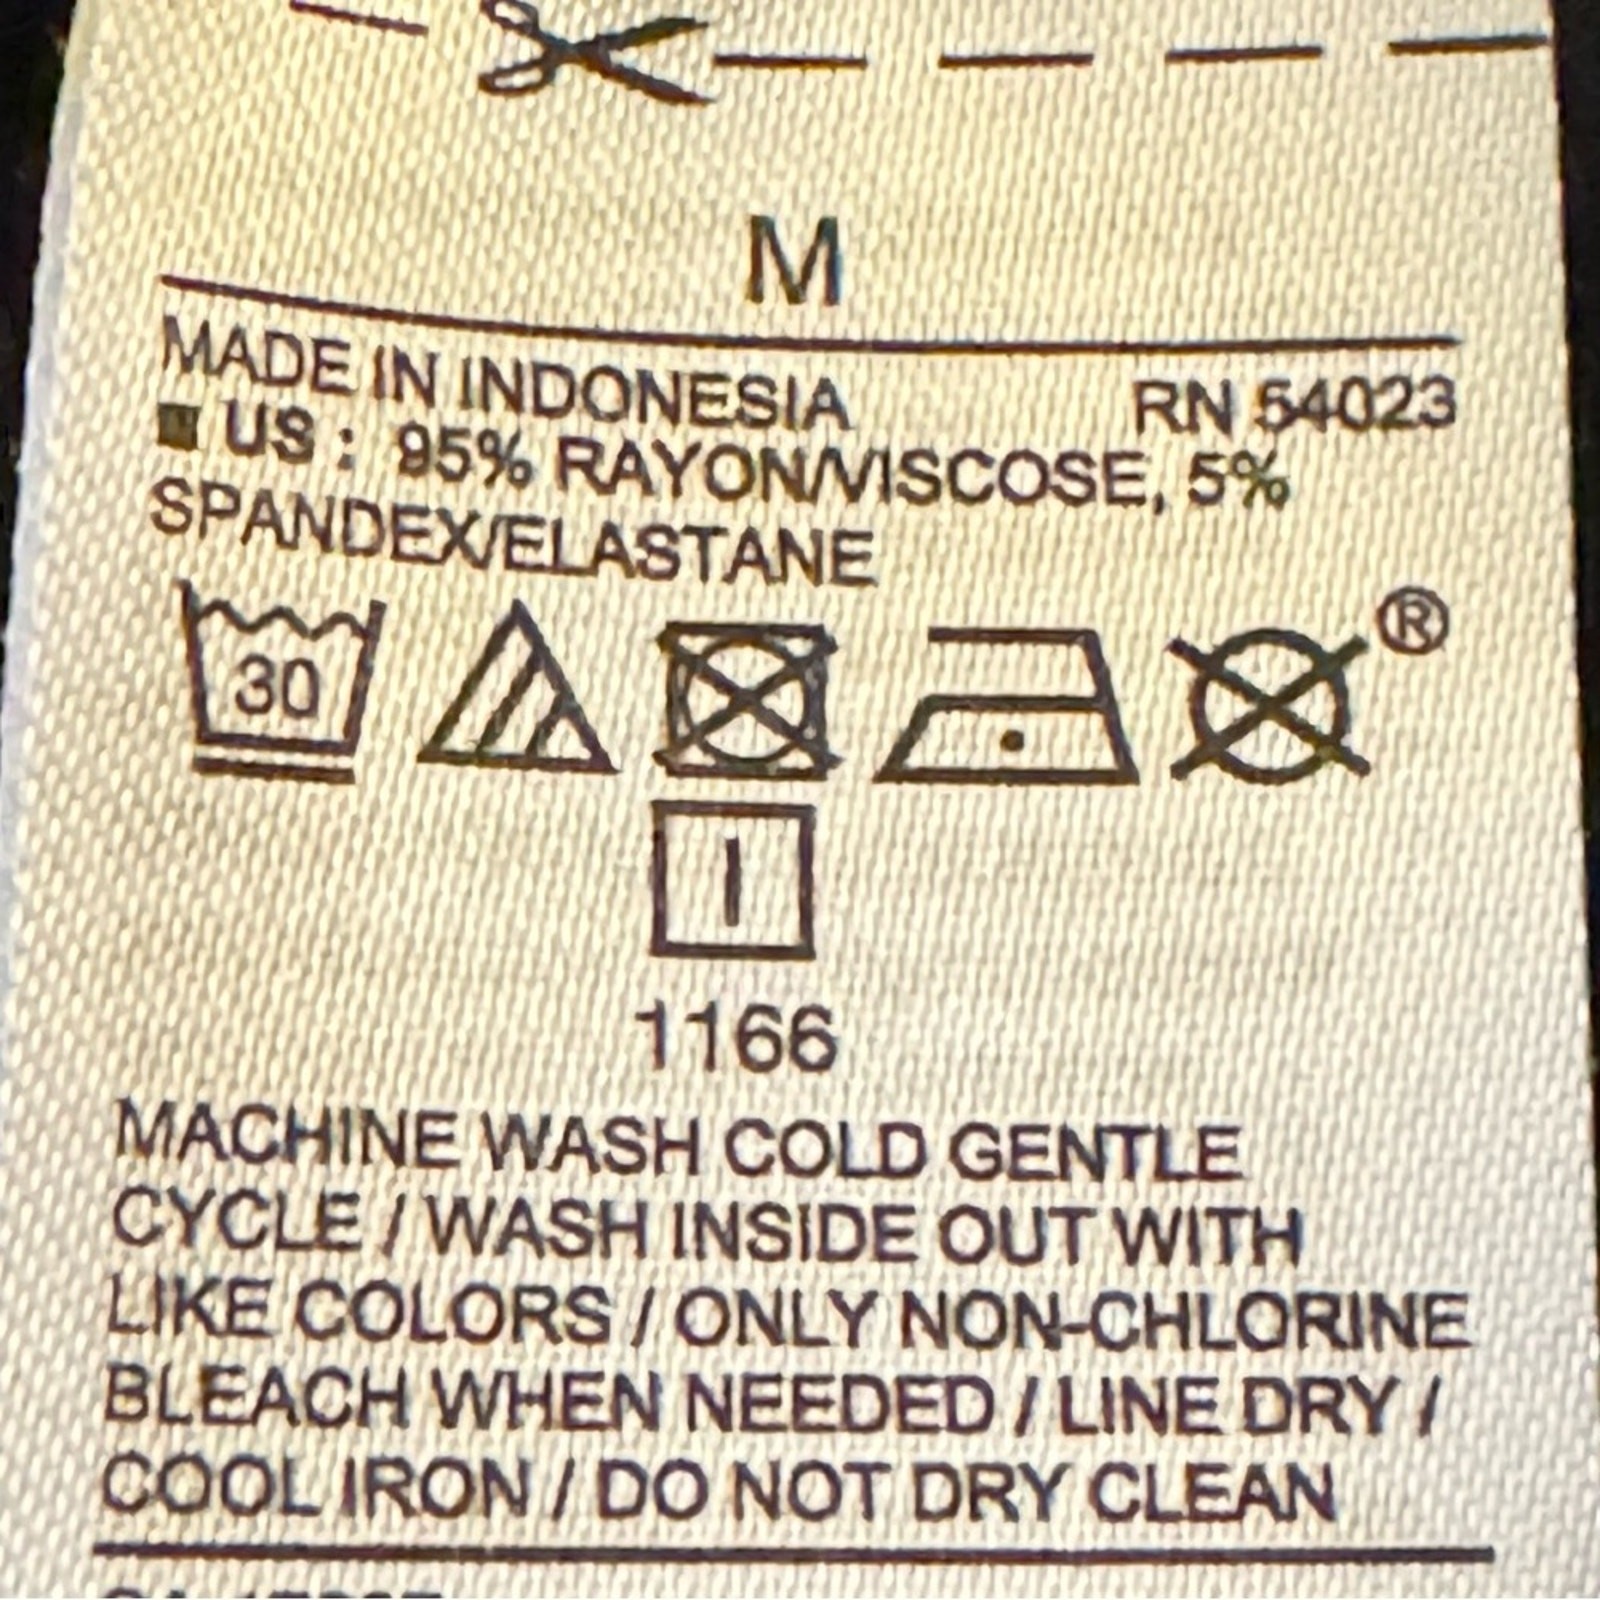 M
MADE IN INDONESIA RN 54023
US : 95% RAYON/VISCOSE, 5%
SPANDEX/ELASTANE
30 ®
1166
MACHINE WASH COLD GENTLE
CYCLE / WASH INSIDE OUT WITH
LIKE COLORS / ONLY NON-CHLORINE
BLEACH WHEN NEEDED / LINE DRY /
COOL IRON / DO NOT DRY CLEAN